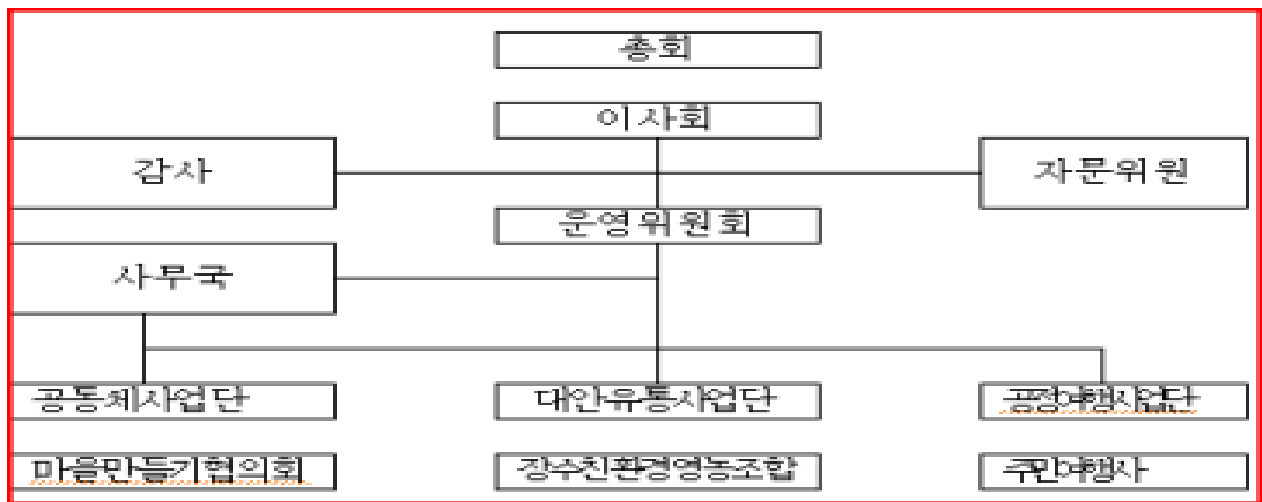 총회
이사회
감사
자문위원
운영위원회
사무국
공동체사업단
대안유통사업단
공정여행사업단
마을만들기협의회
장수친환경영농조합
주민여행사